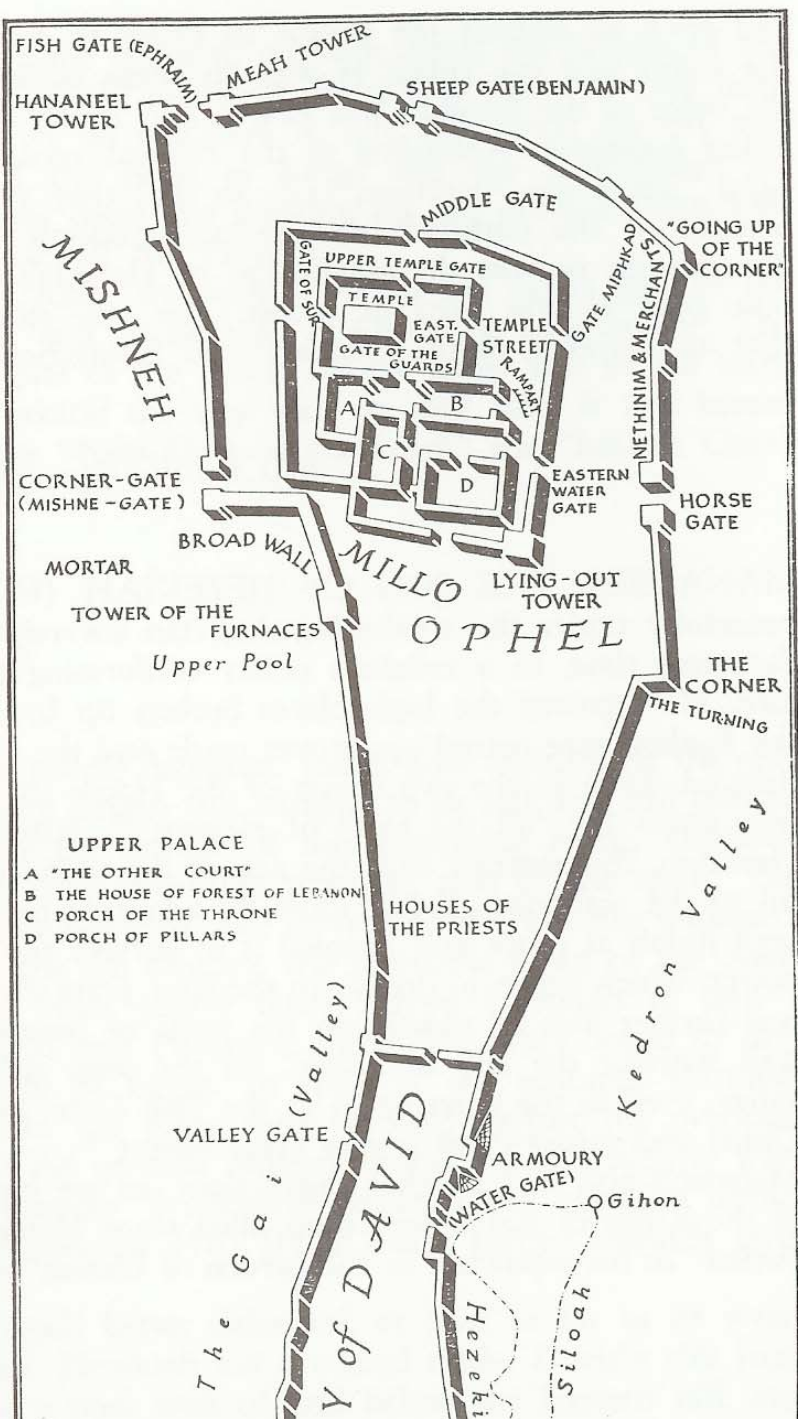 FISH GATE (EPHRAIM)
MEAH TOWER
HANANEEL
TOWER
SHEEP GATE (BENJAMIN)
MISHNEH
MIDDLE GATE
"GOING UP
OF THE
CORNER"
GATE OF SUR
UPPER TEMPLE GATE
TEMPLE
EAST.
GATE
TEMPLE
STREET
GATE MIPHKAD
NETHINIM & MERCHANTS
GATE OF THE
GUARDS
RAMPART
A
B
C
D
CORNER-GATE
(MISHNE-GATE)
EASTERN
WATER
GATE
HORSE
GATE
BROAD WALL
MORTAR
MILLO
LYING-OUT
TOWER
TOWER OF THE
FURNACES
OPHEL
Upper Pool
THE
CORNER
THE TURNING
UPPER PALACE
A "THE OTHER COURT"
B THE HOUSE OF FOREST OF LEBANON
C PORCH OF THE THRONE
D PORCH OF PILLARS
HOUSES OF
THE PRIESTS
Kedron Valley
The Gai (Valley)
VALLEY GATE
Y of DAVID
ARMOURY
(WATER GATE)
Gihon
Hezeki
Siloah